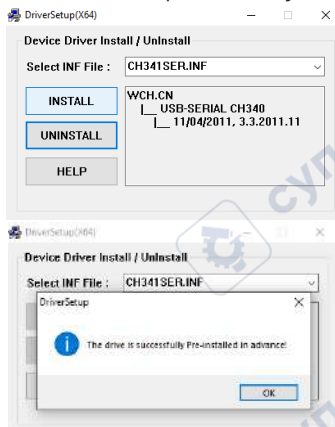 DriverSetup(X64)
Device Driver Install / UnInstall
Select INF File : CH341SER.INF
INSTALL
UNINSTALL
HELP
WCH.CN
|__ USB-SERIAL CH340
|__ 11/04/2011, 3.3.2011.11
DriverSetup(X64)
Device Driver Install / UnInstall
Select INF File : CH341SER.INF
DriverSetup
The drive is successfully Pre-installed in advance!
OK